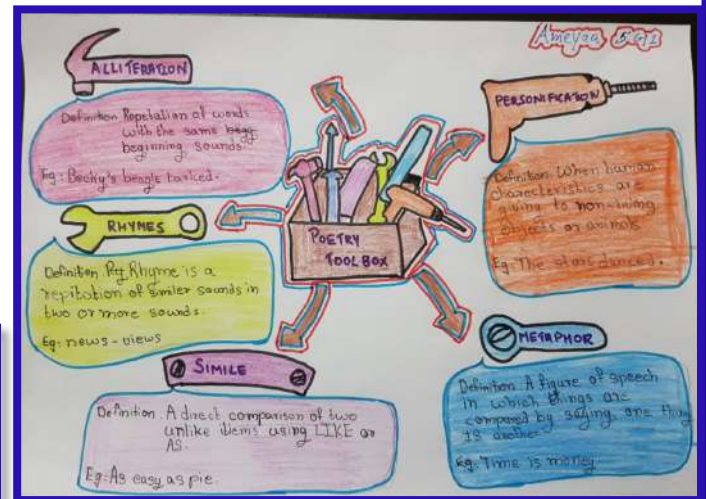 Ameyaa 5G1
ALLITERATION
Definition Repetation of words
with the same begg
beginning sounds.
Eg: Becky's beagle barked.
PERSONIFICATION
Definition. When human
charecteristics are
giving to non-living
objects or animals
Eg: The stars danced.
POETRY
TOOLBOX
RHYMES
Definition. Rhyme is a
repitation of similer sounds in
two or more sounds.
Eg: news - views
SIMILE
Definition. A direct comparison of two
unlike items using LIKE or
AS.
Eg: As easy as pie.
METAPHOR
Definition. A figure of speech
in which things are
compared by saying, one thing
IS another
Eg: Time is money